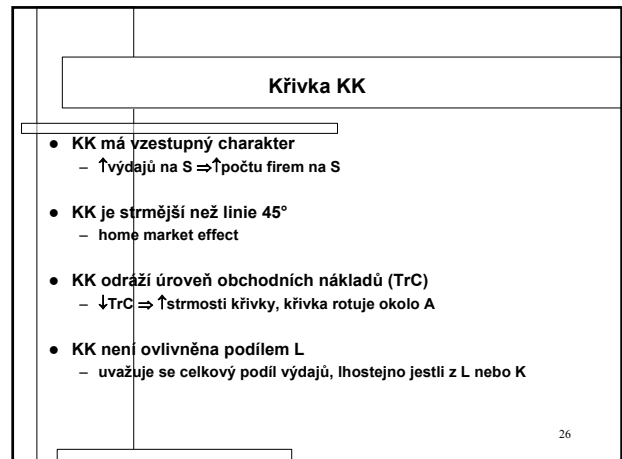 Křivka KK
● KK má vzestupný charakter
– ↑výdajů na S ⇒↑počtu firem na S
● KK je strmější než linie 45°
– home market effect
● KK odráží úroveň obchodních nákladů (TrC)
– ↓TrC ⇒ ↑strmosti křivky, křivka rotuje okolo A
● KK není ovlivněna podílem L
– uvažuje se celkový podíl výdajů, lhostejno jestli z L nebo K
26